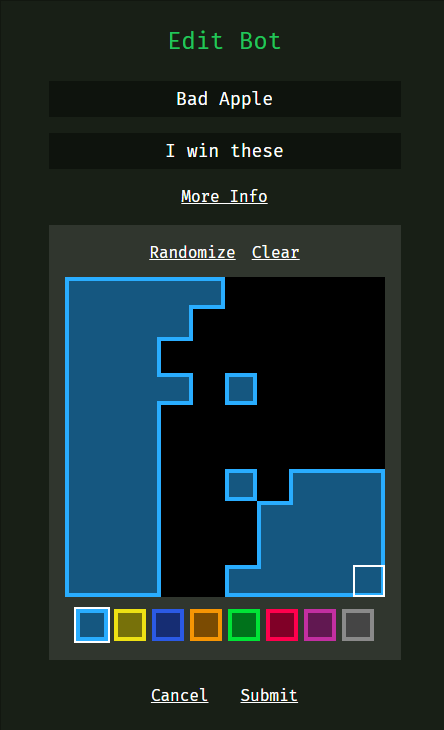 Edit Bot
Bad Apple
I win these
More Info
Randomize Clear
Cancel Submit